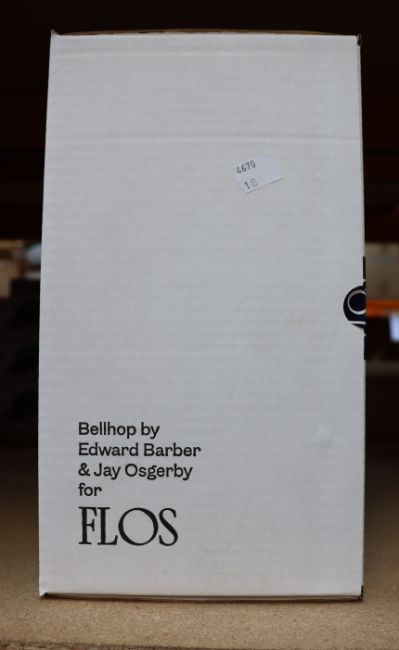 4670
18
Bellhop by
Edward Barber
& Jay Osgerby
for
FLOS